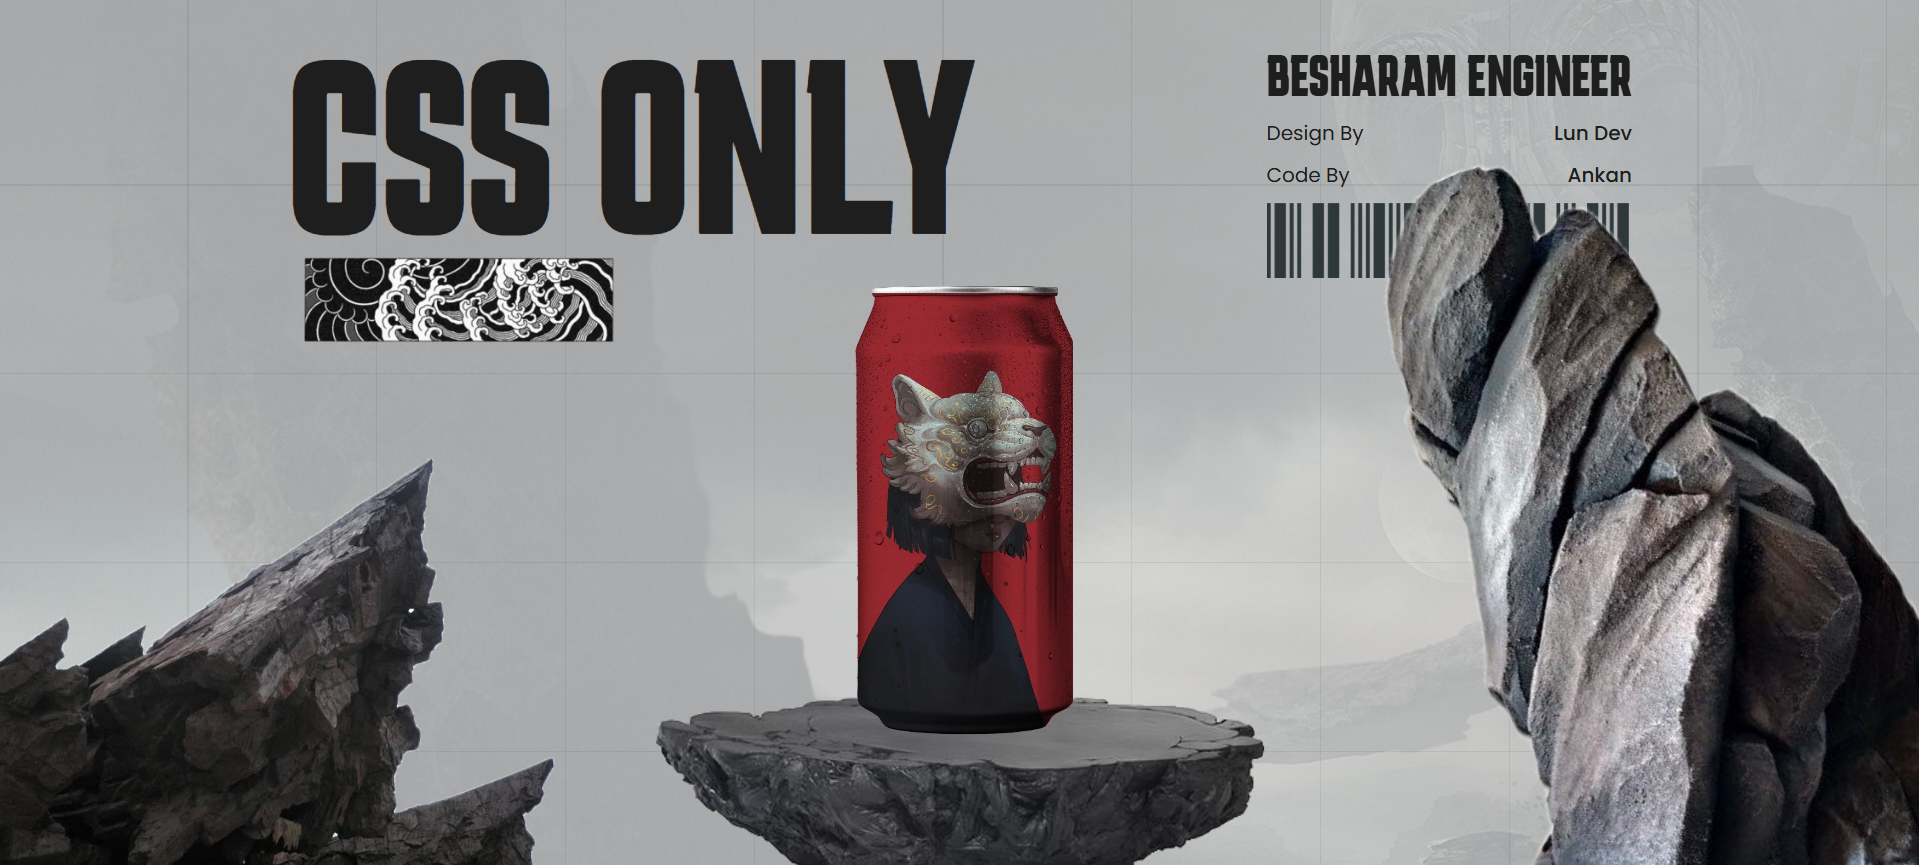 CSS ONLY
BESHARAM ENGINEER
Design By Lun Dev
Code By Ankan